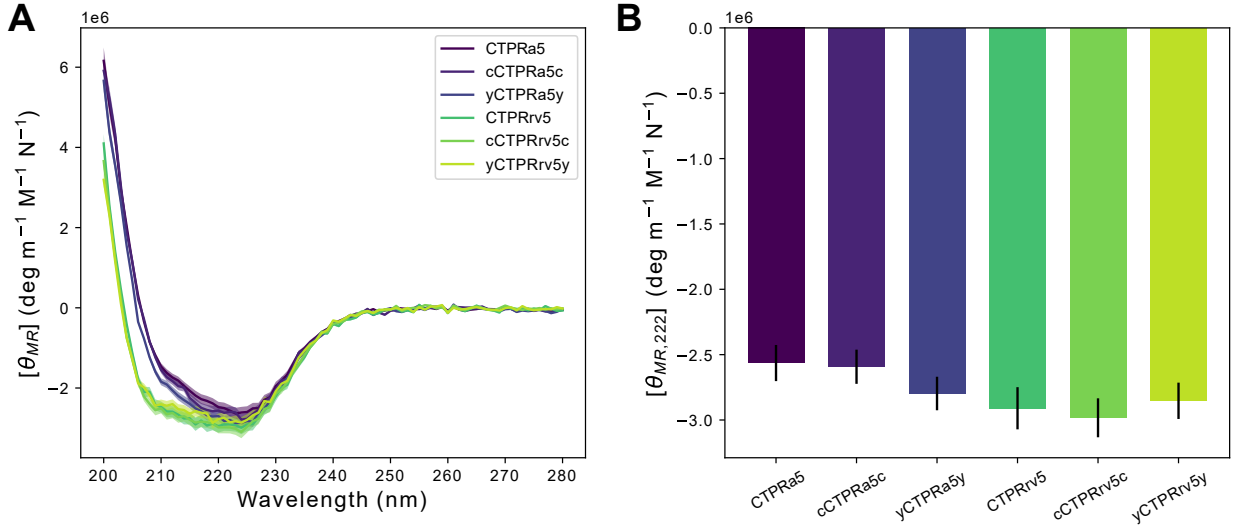 A
1e6
6
4
2
0
−2
[θMR] (deg m⁻¹ M⁻¹ N⁻¹)
200 210 220 230 240 250 260 270 280
Wavelength (nm)
CTPRa5
cCTPRa5c
yCTPRa5y
CTPRrv5
cCTPRrv5c
yCTPRrv5y
B
1e6
0.0
−0.5
−1.0
−1.5
−2.0
−2.5
−3.0
[θMR,222] (deg m⁻¹ M⁻¹ N⁻¹)
CTPRa5 cCTPRa5c yCTPRa5y CTPRrv5 cCTPRrv5c yCTPRrv5y